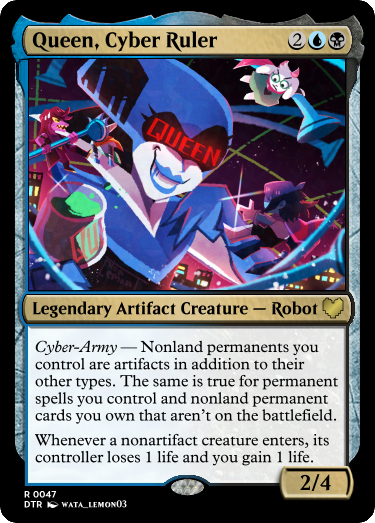 Queen, Cyber Ruler 2
QUEEN
Legendary Artifact Creature — Robot
Cyber-Army — Nonland permanents you
control are artifacts in addition to their
other types. The same is true for permanent
spells you control and nonland permanent
cards you own that aren't on the battlefield.
Whenever a nonartifact creature enters, its
controller loses 1 life and you gain 1 life.
2/4
R 0047
DTR WATA_LEMON03